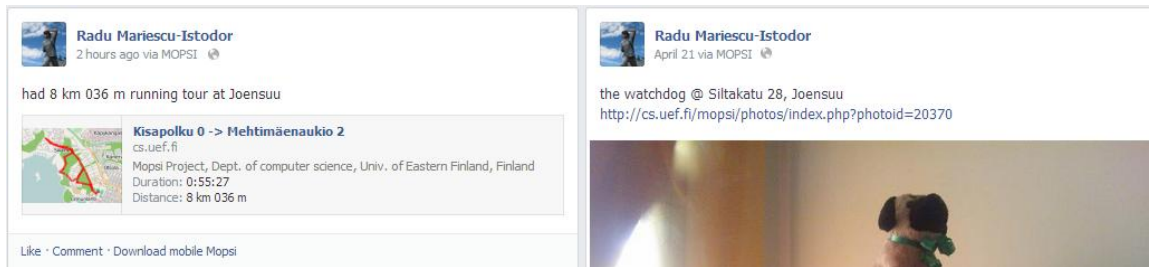 Radu Mariescu-Istodor
2 hours ago via MOPSI
had 8 km 036 m running tour at Joensuu
Kisapolku 0 -> Mehtimäenaukio 2
cs.uef.fi
Mopsi Project, Dept. of computer science, Univ. of Eastern Finland, Finland
Duration: 0:55:27
Distance: 8 km 036 m
Like · Comment · Download mobile Mopsi
Radu Mariescu-Istodor
April 21 via MOPSI
the watchdog @ Siltakatu 28, Joensuu
http://cs.uef.fi/mopsi/photos/index.php?photoid=20370